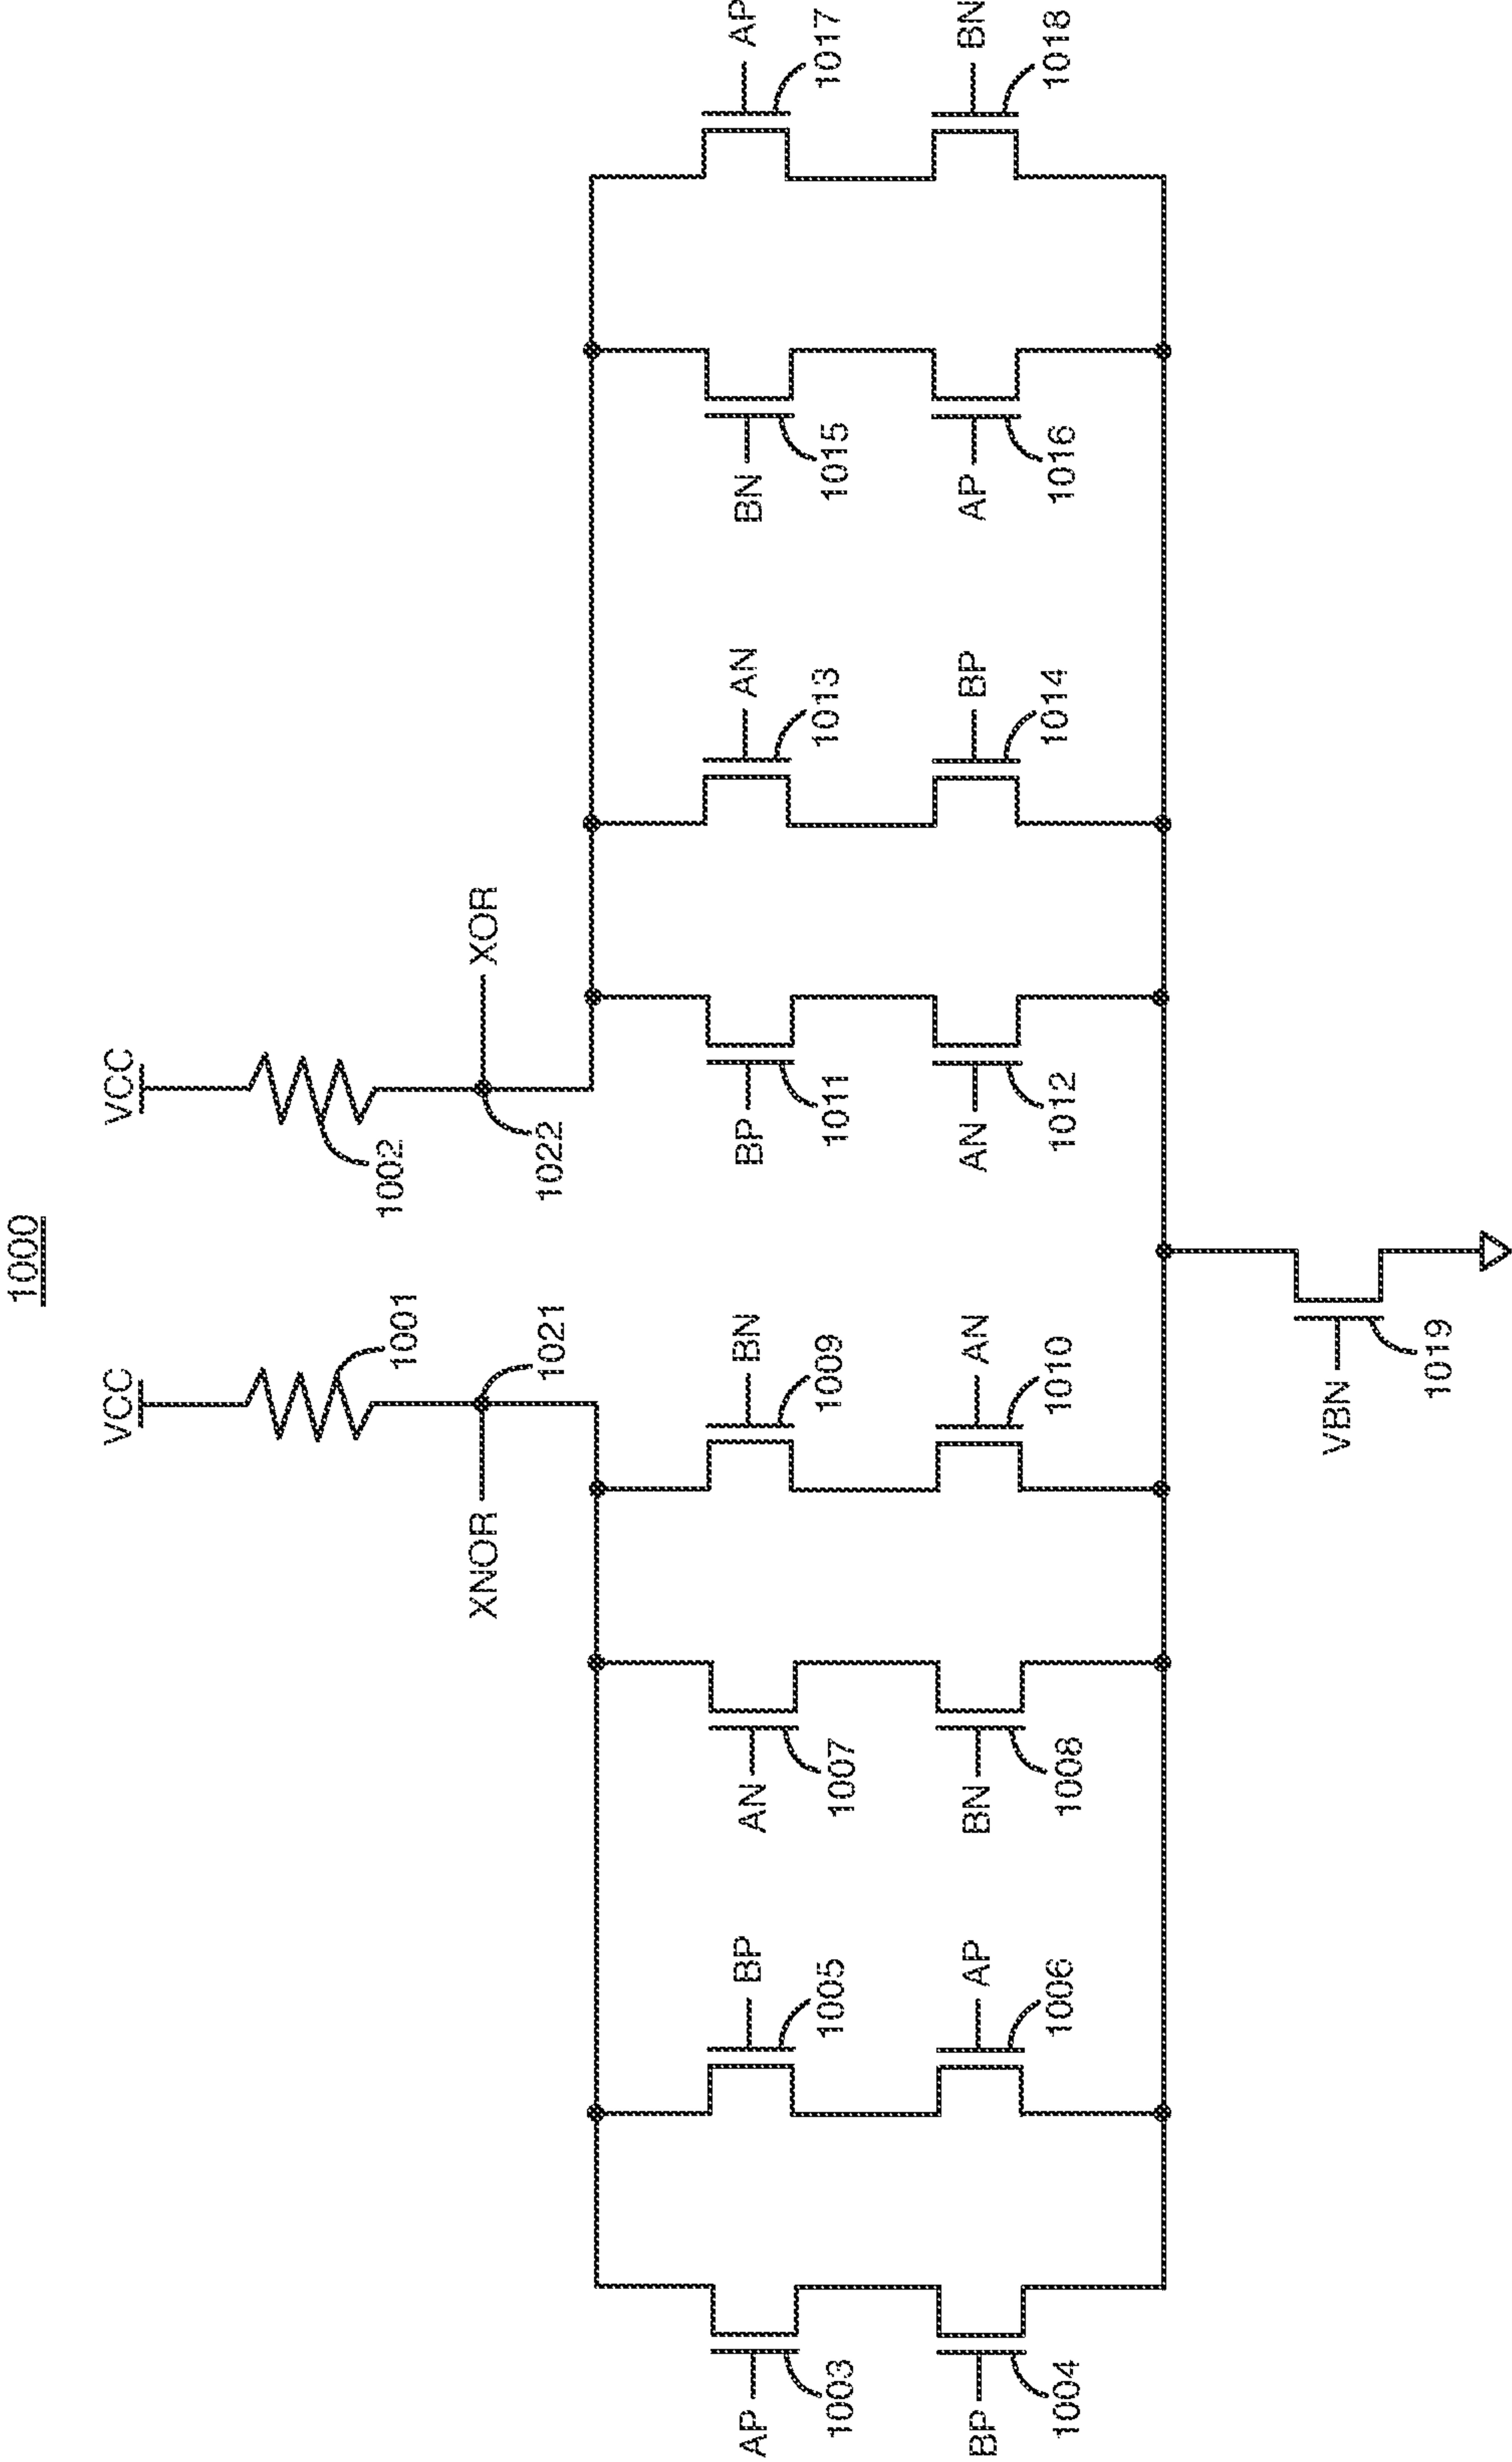 1000
VCC
VCC
1001
1002
XNOR
1021
XOR
1022
AP
1003
BP
1005
AN
1007
BN
1009
BP
1011
AN
1013
BN
1015
AP
1017
BP
1004
AP
1006
BN
1008
AN
1010
AN
1012
BP
1014
AP
1016
BN
1018
VBN
1019